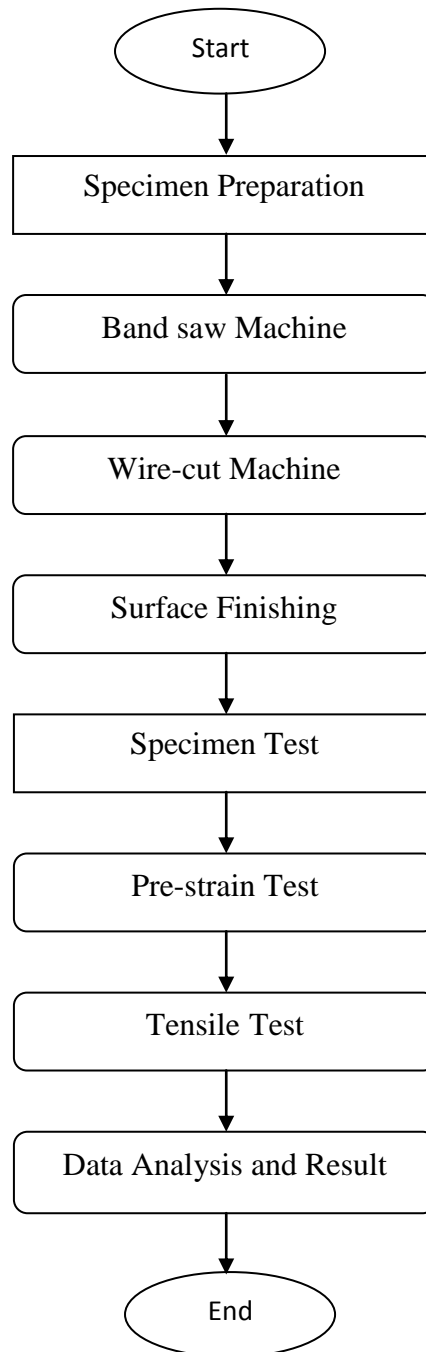 Start
Specimen Preparation
Band saw Machine
Wire-cut Machine
Surface Finishing
Specimen Test
Pre-strain Test
Tensile Test
Data Analysis and Result
End